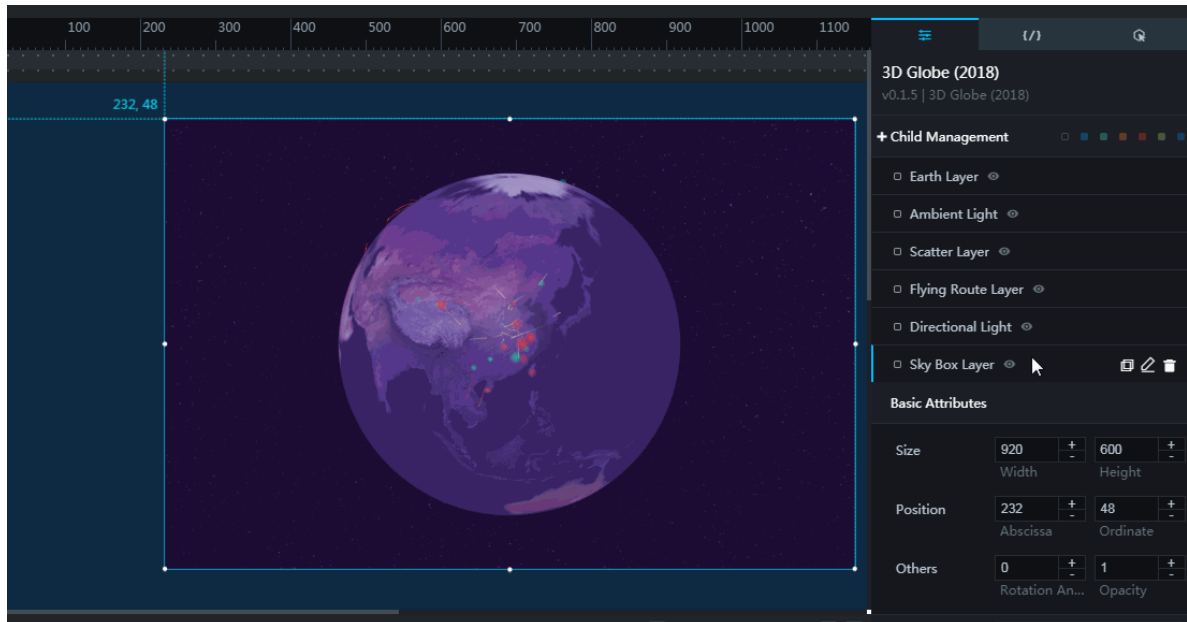 100 200 300 400 500 600 700 800 900 1000 1100
{/}
3D Globe (2018)
v0.1.5 | 3D Globe (2018)
232, 48
+ Child Management
Earth Layer
Ambient Light
Scatter Layer
Flying Route Layer
Directional Light
Sky Box Layer
Basic Attributes
Size 920 + - 600 + -
Width Height
Position 232 + - 48 + -
Abscissa Ordinate
Others 0 + - 1 + -
Rotation An... Opacity